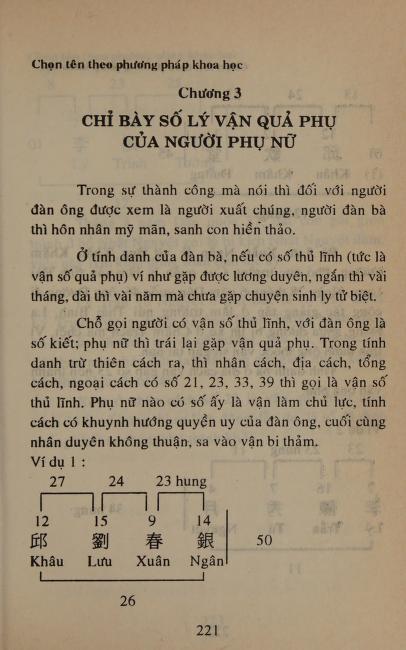 Chọn tên theo phương pháp khoa học
Chương 3
CHỈ BÀY SỐ LÝ VẬN QUẢ PHỤ
CỦA NGƯỜI PHỤ NỮ
Trong sự thành công mà nói thì đối với người
đàn ông được xem là người xuất chúng, người đàn bà
thì hôn nhân mỹ mãn, sanh con hiền thảo.
Ở tính danh của đàn bà, nếu có số thủ lĩnh (tức là
vận số quả phụ) ví như gặp được lương duyên, ngắn thì vài
tháng, dài thì vài năm mà chưa gặp chuyện sinh ly tử biệt.
Chỗ gọi người có vận số thủ lĩnh, với đàn ông là
số kiết; phụ nữ thì trái lại gặp vận quả phụ. Trong tính
danh trừ thiên cách ra, thì nhân cách, địa cách, tổng
cách, ngoại cách có số 21, 23, 33, 39 thì gọi là vận số
thủ lĩnh. Phụ nữ nào có số ấy là vận làm chủ lực, tính
cách có khuynh hướng quyền uy của đàn ông, cuối cùng
nhân duyên không thuận, sa vào vận bi thảm.
Ví dụ 1 :
27 24 23 hung
12 15 9 14
邱 劉 春 銀 50
Khâu Lưu Xuân Ngân
26
221